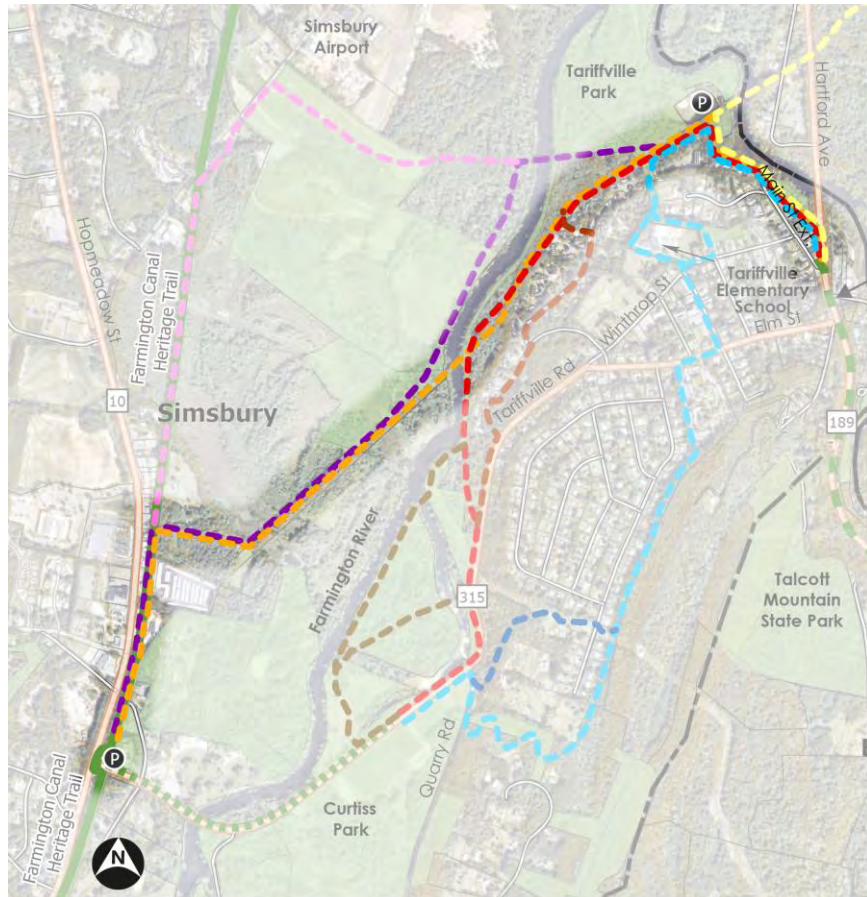 Simsbury
Airport
Tariffville
Park
P
Hartford Ave
Main St Ext.
Hopmeadow St
Farmington Canal
Heritage Trail
Tariffville
Elementary
School
Winthrop St
Elm St
Tariffville Rd
10
Simsbury
189
Farmington River
315
Talcott
Mountain
State Park
Quarry Rd
P
Curtiss
Park
Farmington Canal
Heritage Trail
N